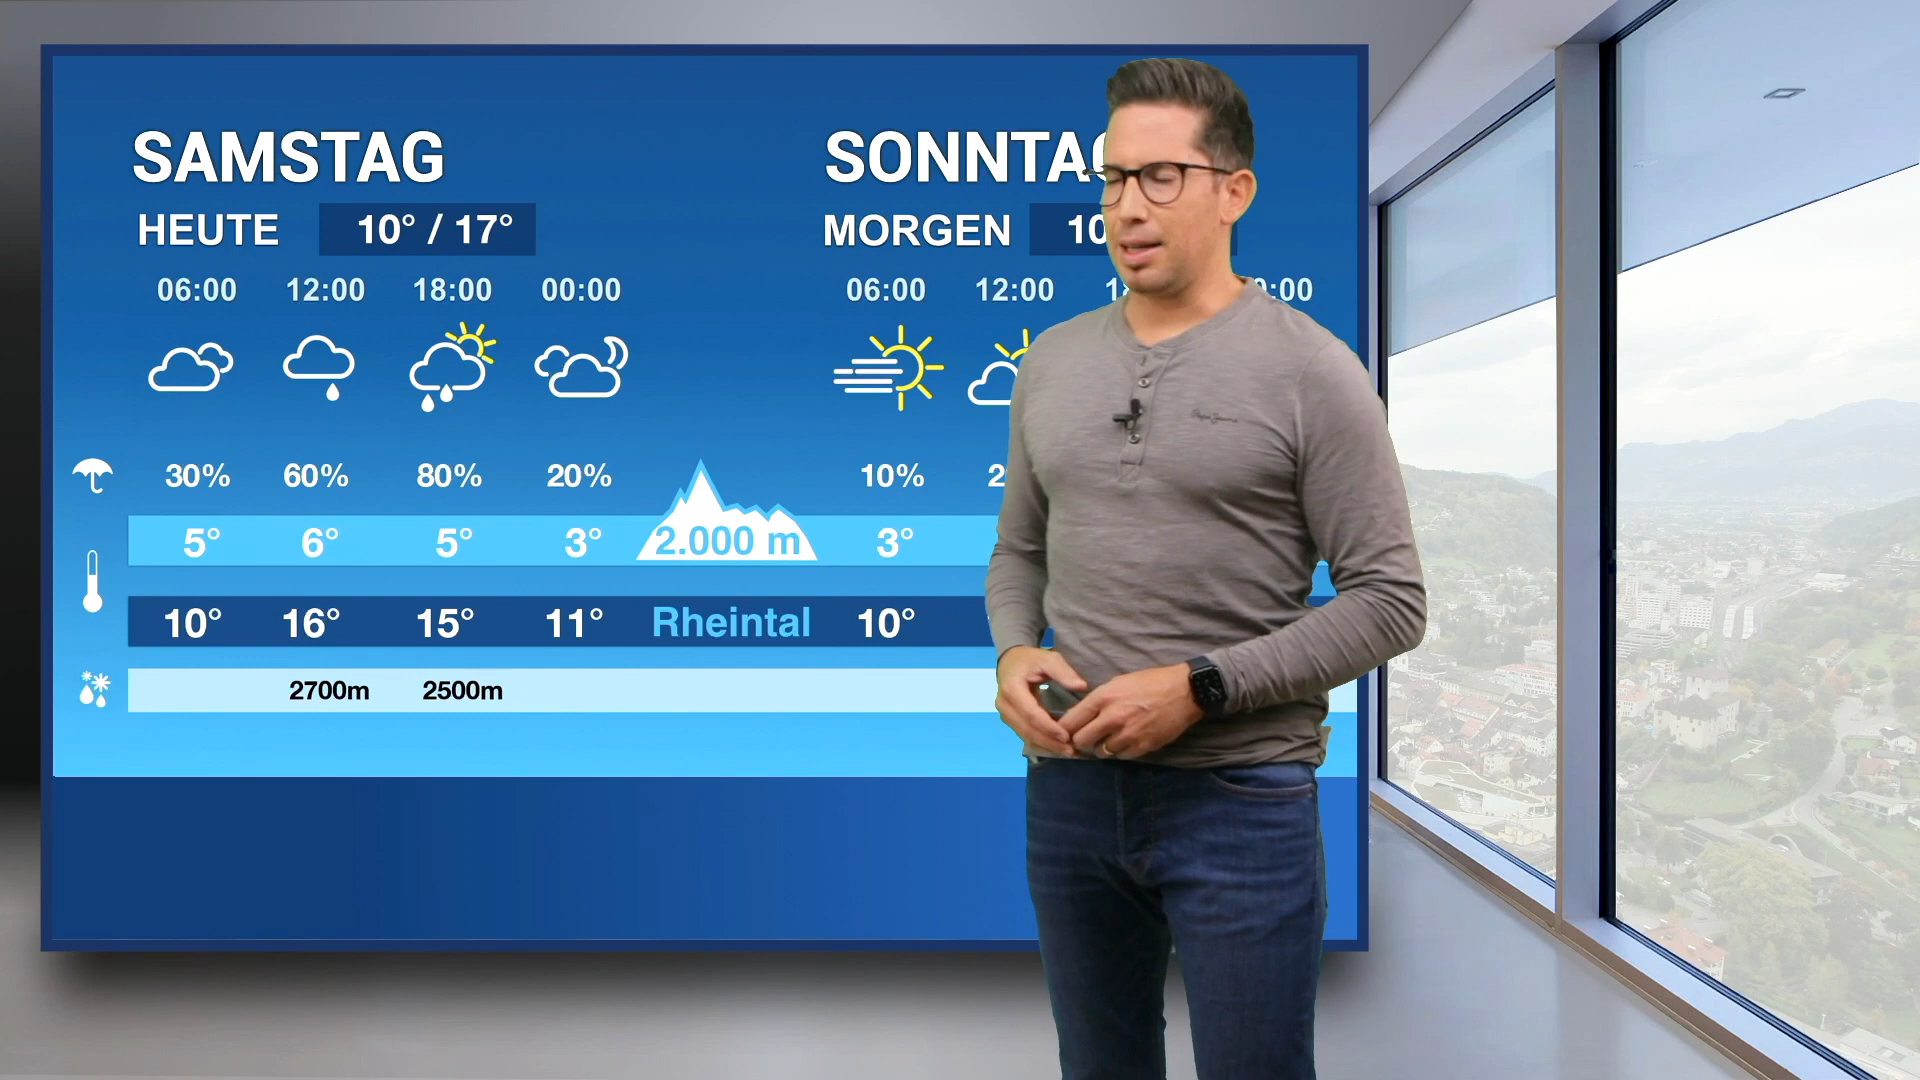 SAMSTAG
HEUTE 10° / 17°
06:00 12:00 18:00 00:00
30% 60% 80% 20%
5° 6° 5° 3°
10° 16° 15° 11°
2700m 2500m
2.000 m
Rheintal
MORGEN 10
06:00 12:00
10%
3°
10°